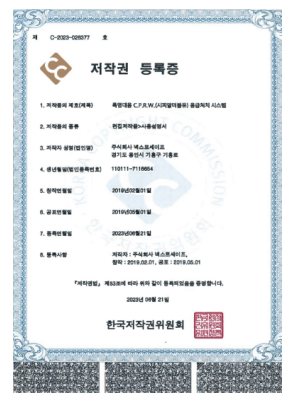 제 C-2023-026377 호
저작권 등록증
1. 저작물의 제호(제목) 폭염대응 C.P.R.W.(시피알더블유) 응급처치 시스템
2. 저작물의 종류 편집저작물>사용설명서
3. 저작자 성명(법인명) 주식회사 넥스트세이프
경기도 용인시 기흥구 기흥로
4. 생년월일(법인등록번호) 110111-7118654
5. 창작연월일 2019년02월01일
6. 공표연월일 2019년05월01일
7. 등록연월일 2023년06월21일
8. 등록사항 저작자 : 주식회사 넥스트세이프,
창작 : 2019.02.01, 공표 : 2019.05.01
『저작권법』 제53조에 따라 위와 같이 등록되었음을 증명합니다.
2023년 06월 21일
한국저작권위원회